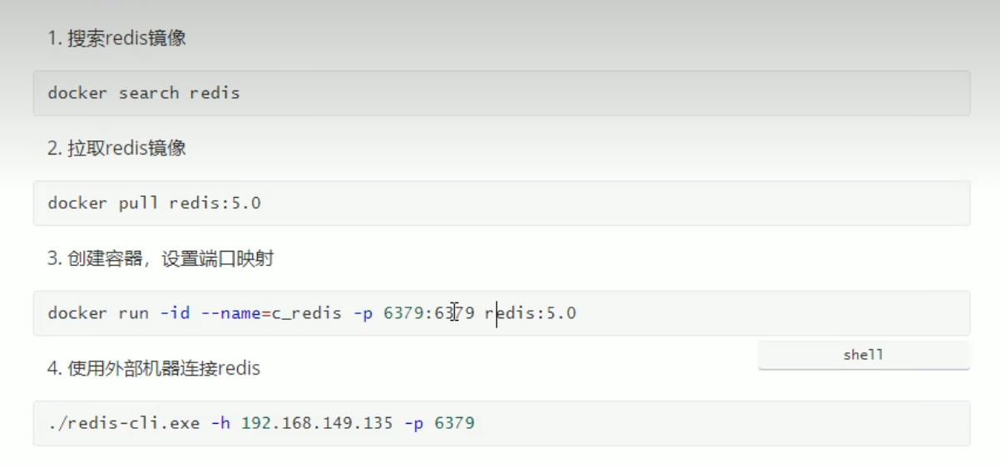 1. 搜索redis镜像
docker search redis
2. 拉取redis镜像
docker pull redis:5.0
3. 创建容器，设置端口映射
docker run -id --name=c_redis -p 6379:6379 redis:5.0
shell
4. 使用外部机器连接redis
./redis-cli.exe -h 192.168.149.135 -p 6379